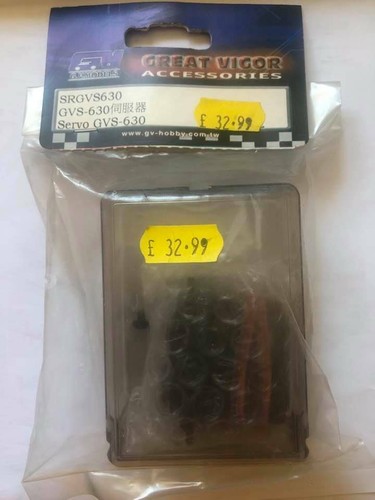 GV
GREAT VIGOR
ACCESSORIES
SRGVS630
GVS-630伺服器
Servo GVS-630
www.gv-hobby.com.tw
£ 32.99
£ 32.99